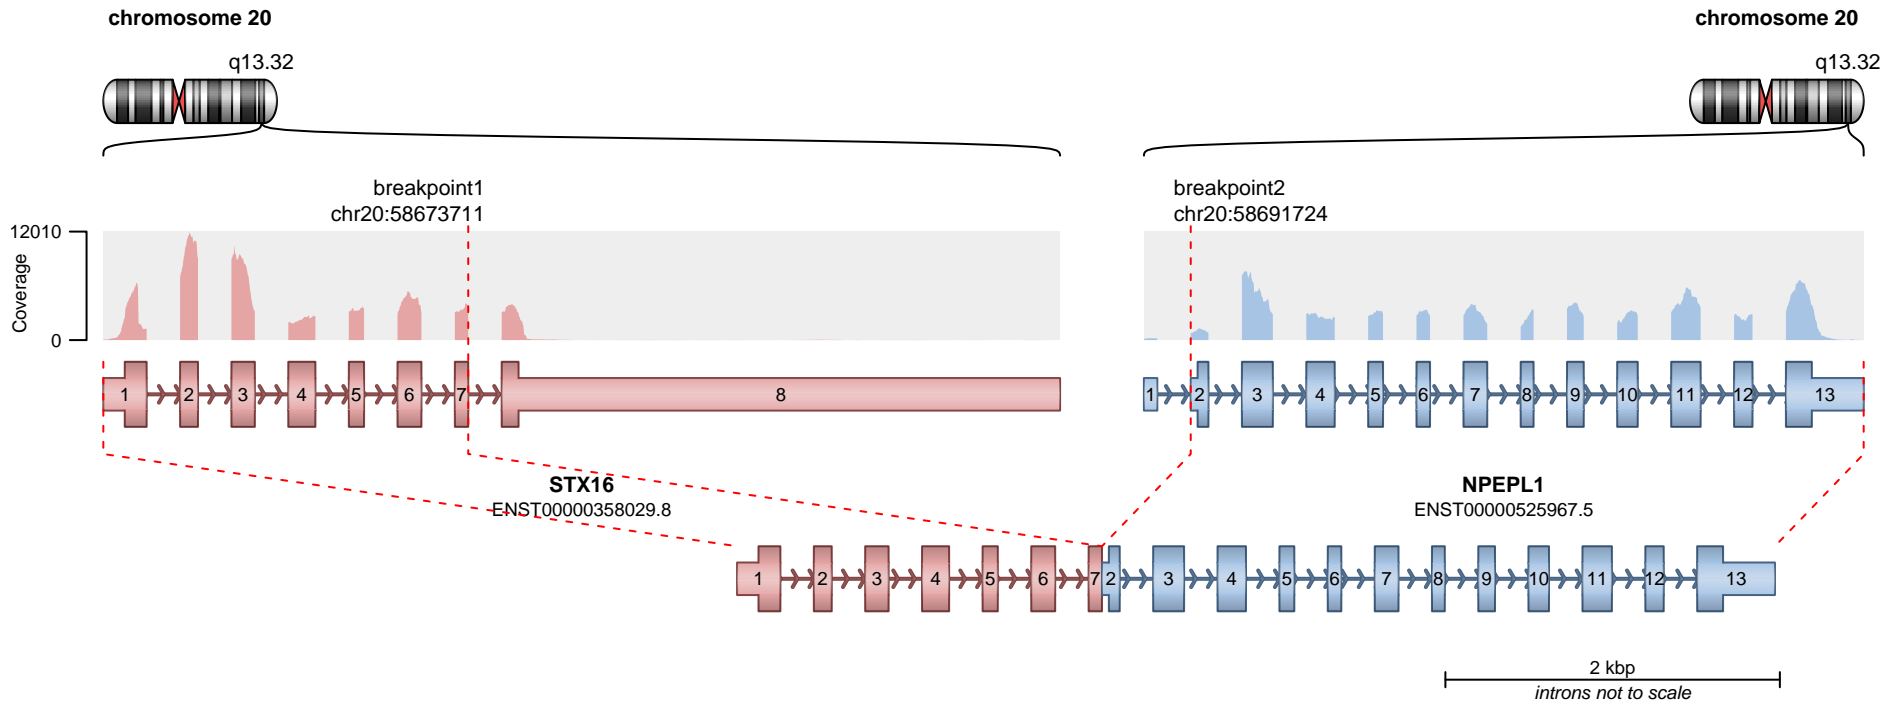 chromosome 20
chromosome 20
q13.32
q13.32
breakpoint1
chr20:58673711
breakpoint2
chr20:58691724
12010
Coverage
0
1 2 3 4 5 6 7 8
1 2 3 4 5 6 7 8 9 10 11 12 13
STX16
ENST00000358029.8
NPEPL1
ENST00000525967.5
1 2 3 4 5 6 7 2 3 4 5 6 7 8 9 10 11 12 13
2 kbp
introns not to scale